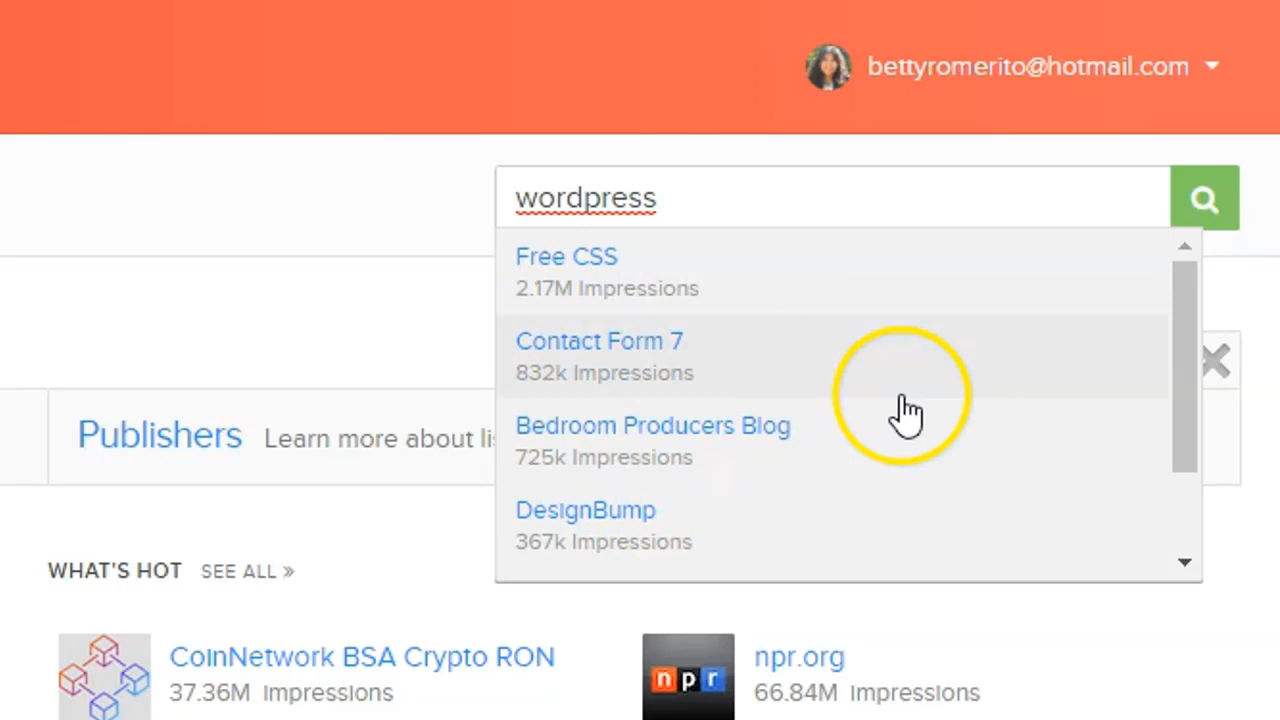 bettyromerito@hotmail.com
wordpress
Free CSS
2.17M Impressions
Contact Form 7
832k Impressions
Bedroom Producers Blog
725k Impressions
DesignBump
367k Impressions
Publishers Learn more about
WHAT'S HOT SEE ALL »
CoinNetwork BSA Crypto RON
37.36M Impressions
npr
npr.org
66.84M Impressions